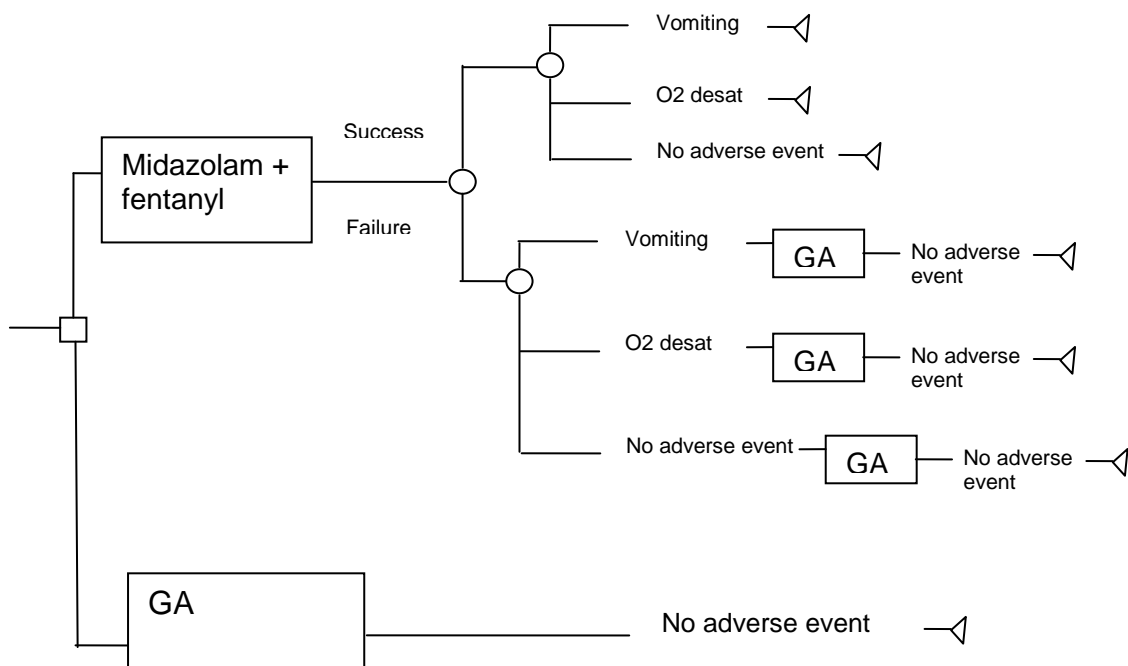 Vomiting
O2 desat
Success
No adverse event
Midazolam +
fentanyl
Failure
Vomiting
GA
No adverse
event
O2 desat
GA
No adverse
event
No adverse event
GA
No adverse
event
GA
No adverse event